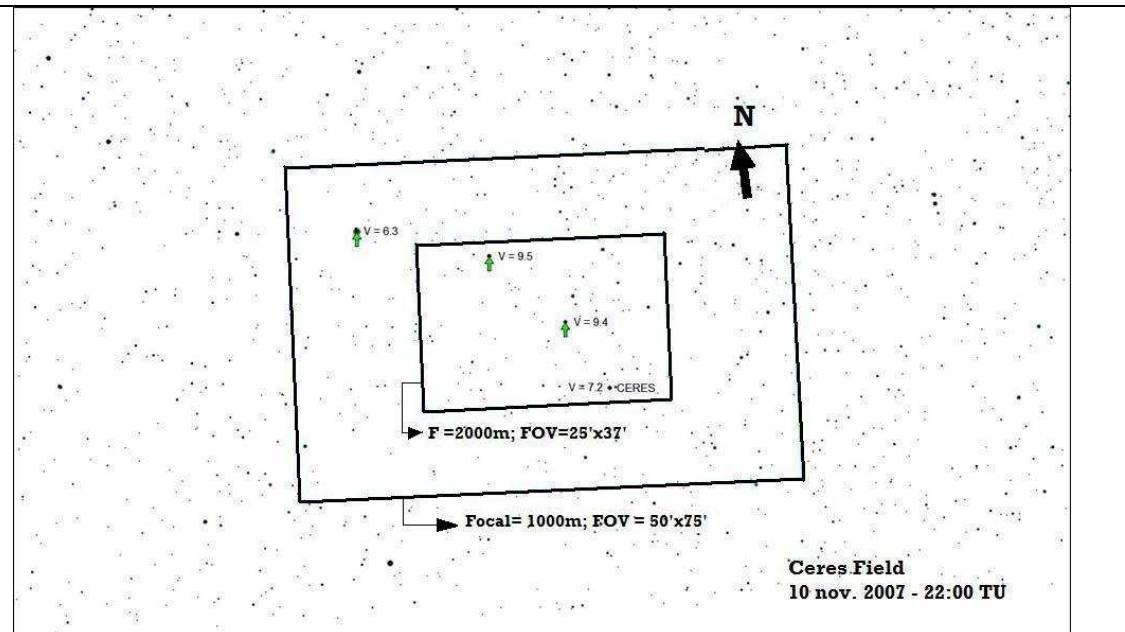 N
V = 6.3
V = 9.5
V = 9.4
V = 7.2 CERES
F =2000m; FOV=25'x37'
Focal= 1000m; FOV = 50'x75'
Ceres Field
10 nov. 2007 - 22:00 TU